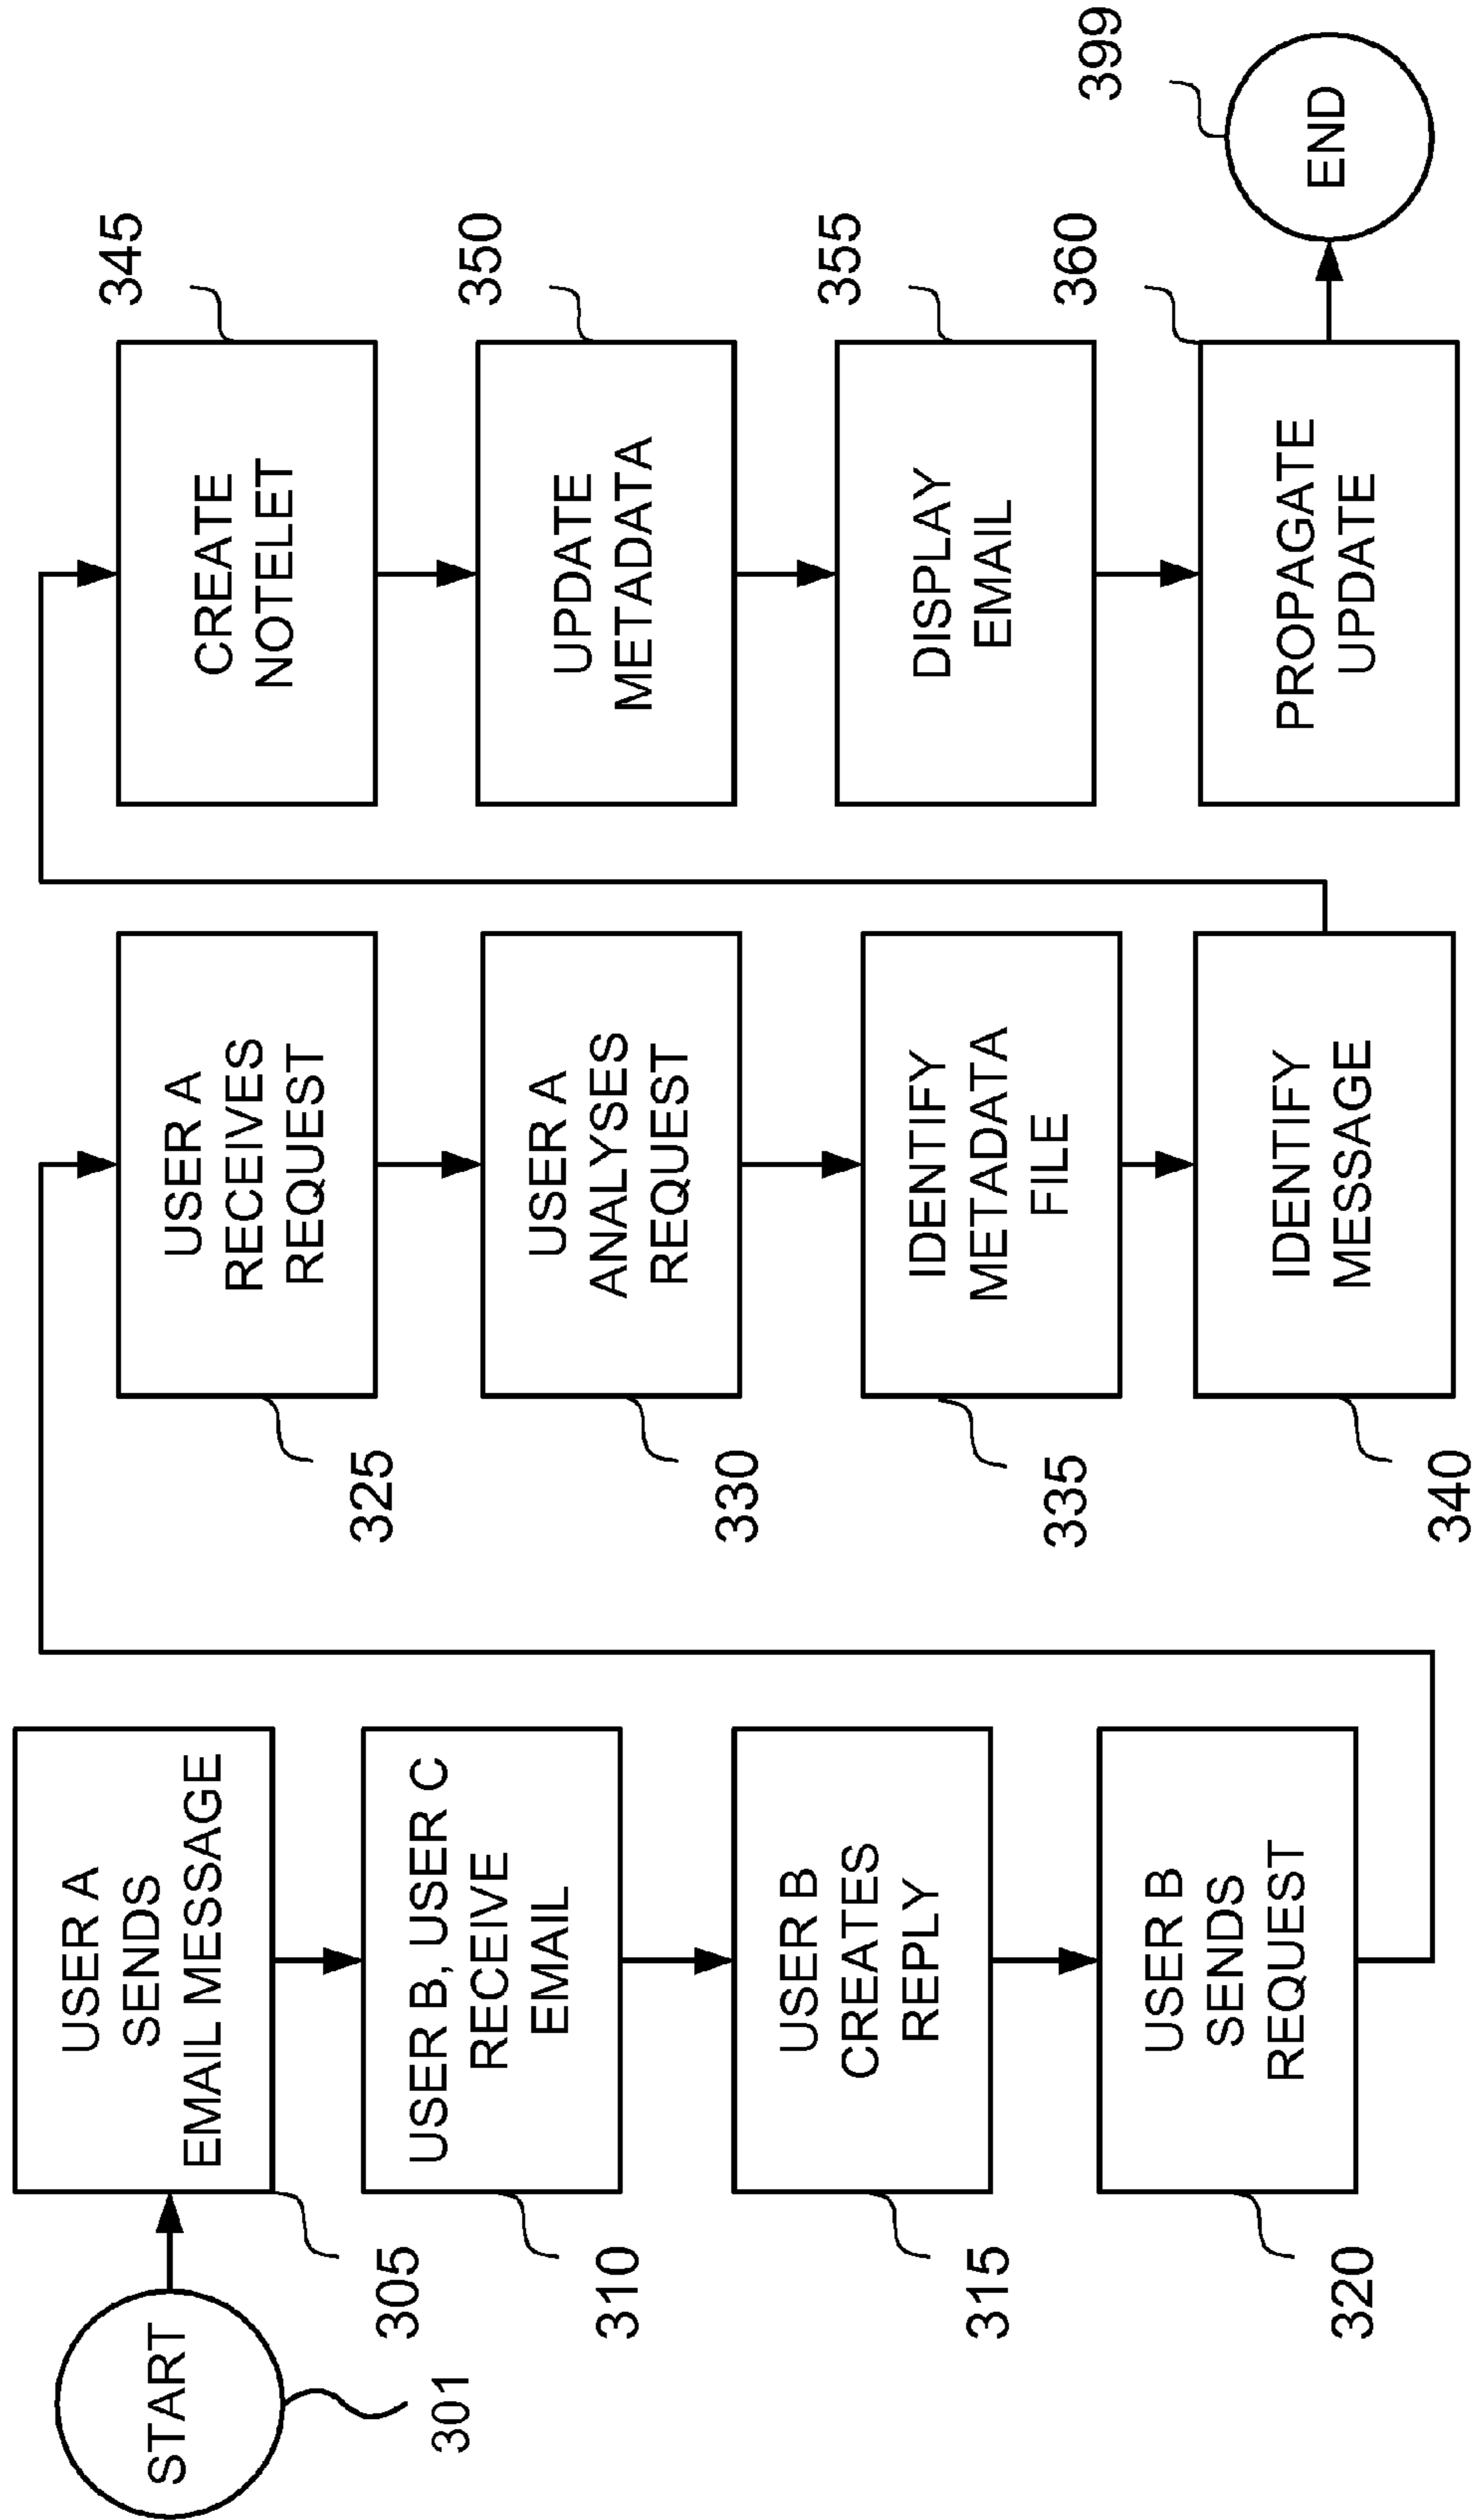 START
301
USER A
SENDS
EMAIL MESSAGE
305
USER B, USER C
RECEIVE
EMAIL
310
USER B
CREATES
REPLY
315
USER B
SENDS
REQUEST
320
USER A
RECEIVES
REQUEST
325
USER A
ANALYSES
REQUEST
330
IDENTIFY
METADATA
FILE
335
IDENTIFY
MESSAGE
340
CREATE
NOTELET
345
UPDATE
METADATA
350
DISPLAY
EMAIL
355
PROPAGATE
UPDATE
360
END
399